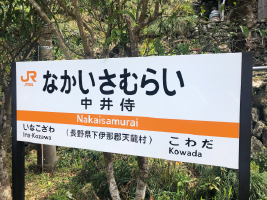 JR
なかいさむらい
中井侍
Nakaisamurai
(長野県下伊那郡天龍村)
いなこざわ
Ina-Kozawa
こわだ
Kowada